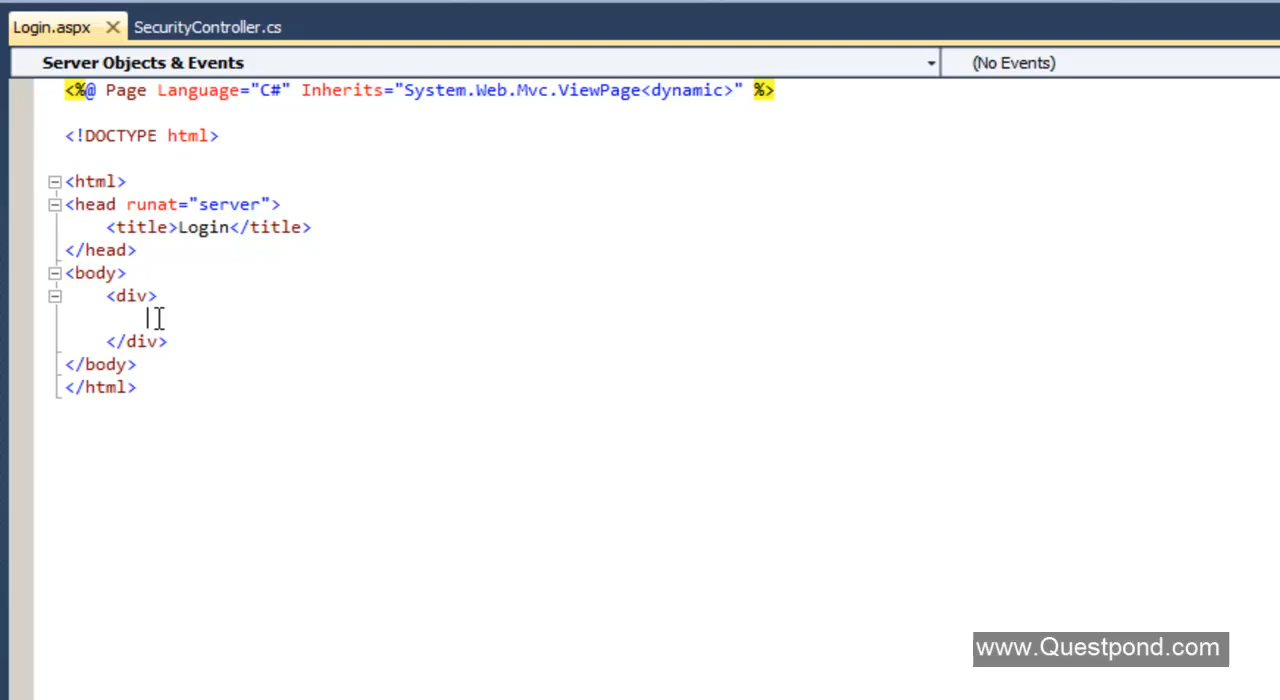 Login.aspx SecurityController.cs
Server Objects & Events (No Events)
<%@ Page Language="C#" Inherits="System.Web.Mvc.ViewPage<dynamic>" %>
<!DOCTYPE html>
<html>
<head runat="server">
<title>Login</title>
</head>
<body>
<div>
</div>
</body>
</html>
www.Questpond.com